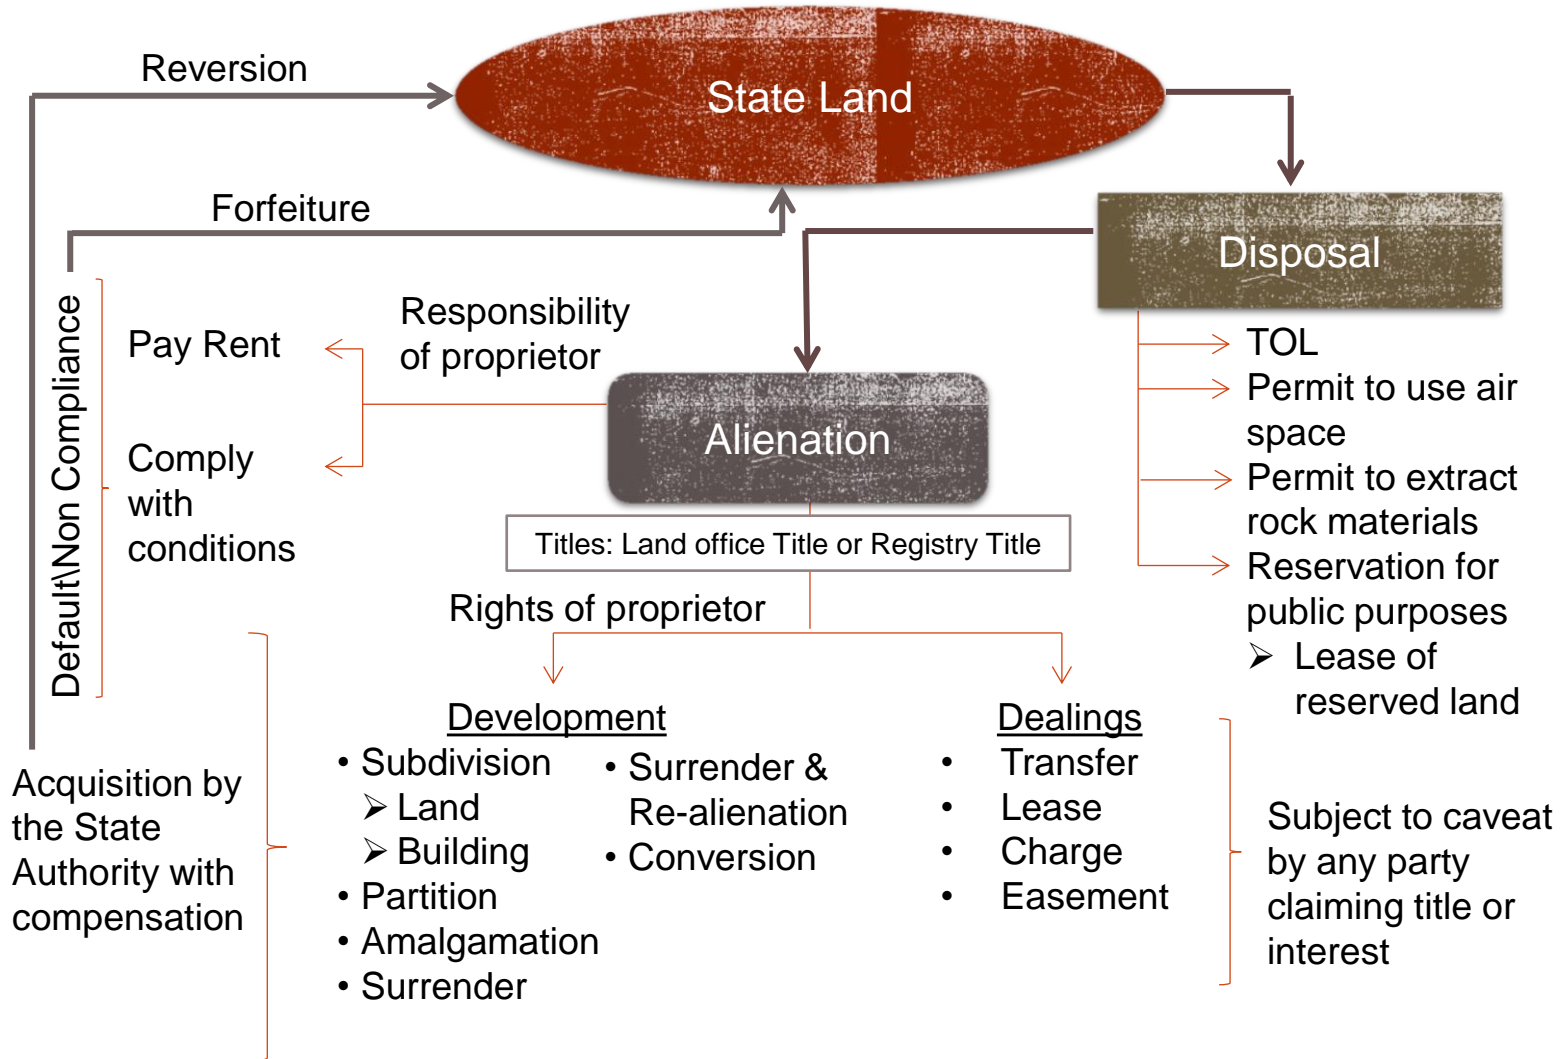 Reversion
State Land
Forfeiture
Disposal
Default\Non Compliance
Pay Rent
Comply
with
conditions
Responsibility
of proprietor
Alienation
Titles: Land office Title or Registry Title
➢ TOL
Permit to use air
space
Permit to extract
rock materials
Reservation for
public purposes
➢ Lease of
reserved land
Rights of proprietor
Acquisition by
the State
Authority with
compensation
Development
• Subdivision
➢ Land
➢ Building
• Partition
• Amalgamation
• Surrender
• Surrender &
Re-alienation
• Conversion
Dealings
• Transfer
• Lease
• Charge
• Easement
Subject to caveat
by any party
claiming title or
interest